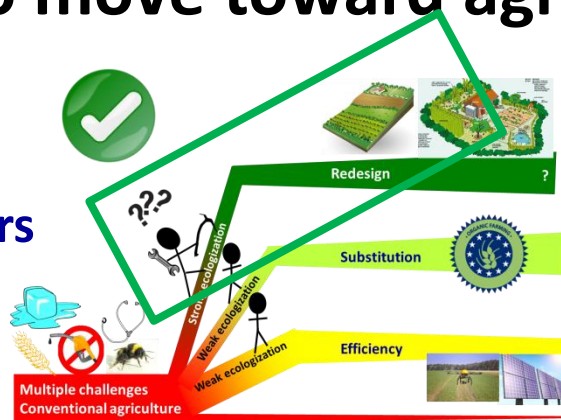 o move toward agr
rs
???
Redesign
?
Strong ecologization
ORGANIC FARMING
Substitution
Weak ecologization
Efficiency
Weak ecologization
Multiple challenges
Conventional agriculture